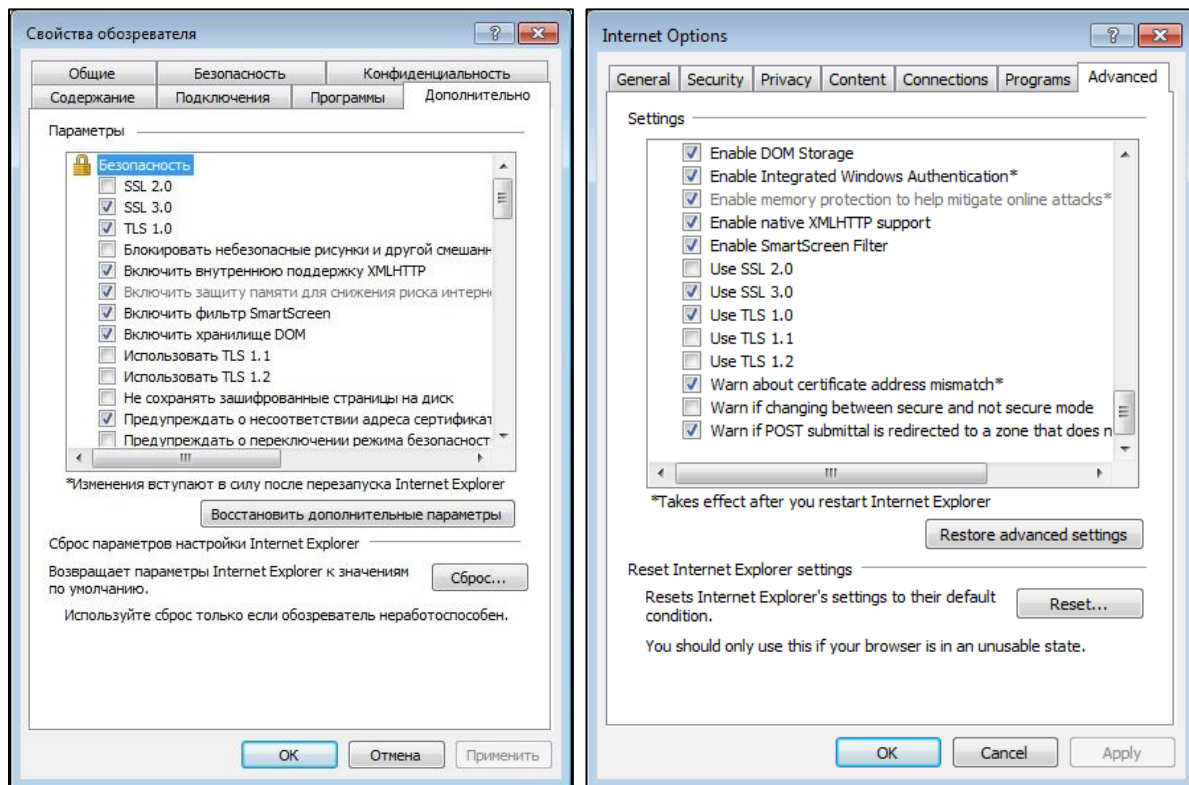 Свойства обозревателя
Общие Безопасность Конфиденциальность
Содержание Подключения Программы Дополнительно
Параметры
Безопасность
SSL 2.0
SSL 3.0
TLS 1.0
Блокировать небезопасные рисунки и другой смешанн
Включить внутреннюю поддержку XMLHTTP
Включить защиту памяти для снижения риска интерн
Включить фильтр SmartScreen
Включить хранилище DOM
Использовать TLS 1.1
Использовать TLS 1.2
Не сохранять зашифрованные страницы на диск
Предупреждать о несоответствии адреса сертификат
Предупреждать о переключении режима безопасност
*Изменения вступают в силу после перезапуска Internet Explorer
Восстановить дополнительные параметры
Сброс параметров настройки Internet Explorer
Возвращает параметры Internet Explorer к значениям
по умолчанию.
Сброс...
Используйте сброс только если обозреватель неработоспособен.
OK Отмена Применить
Internet Options
General Security Privacy Content Connections Programs Advanced
Settings
Enable DOM Storage
Enable Integrated Windows Authentication*
Enable memory protection to help mitigate online attacks*
Enable native XMLHTTP support
Enable SmartScreen Filter
Use SSL 2.0
Use SSL 3.0
Use TLS 1.0
Use TLS 1.1
Use TLS 1.2
Warn about certificate address mismatch*
Warn if changing between secure and not secure mode
Warn if POST submittal is redirected to a zone that does n
*Takes effect after you restart Internet Explorer
Restore advanced settings
Reset Internet Explorer settings
Resets Internet Explorer's settings to their default
condition.
Reset...
You should only use this if your browser is in an unusable state.
OK Cancel Apply